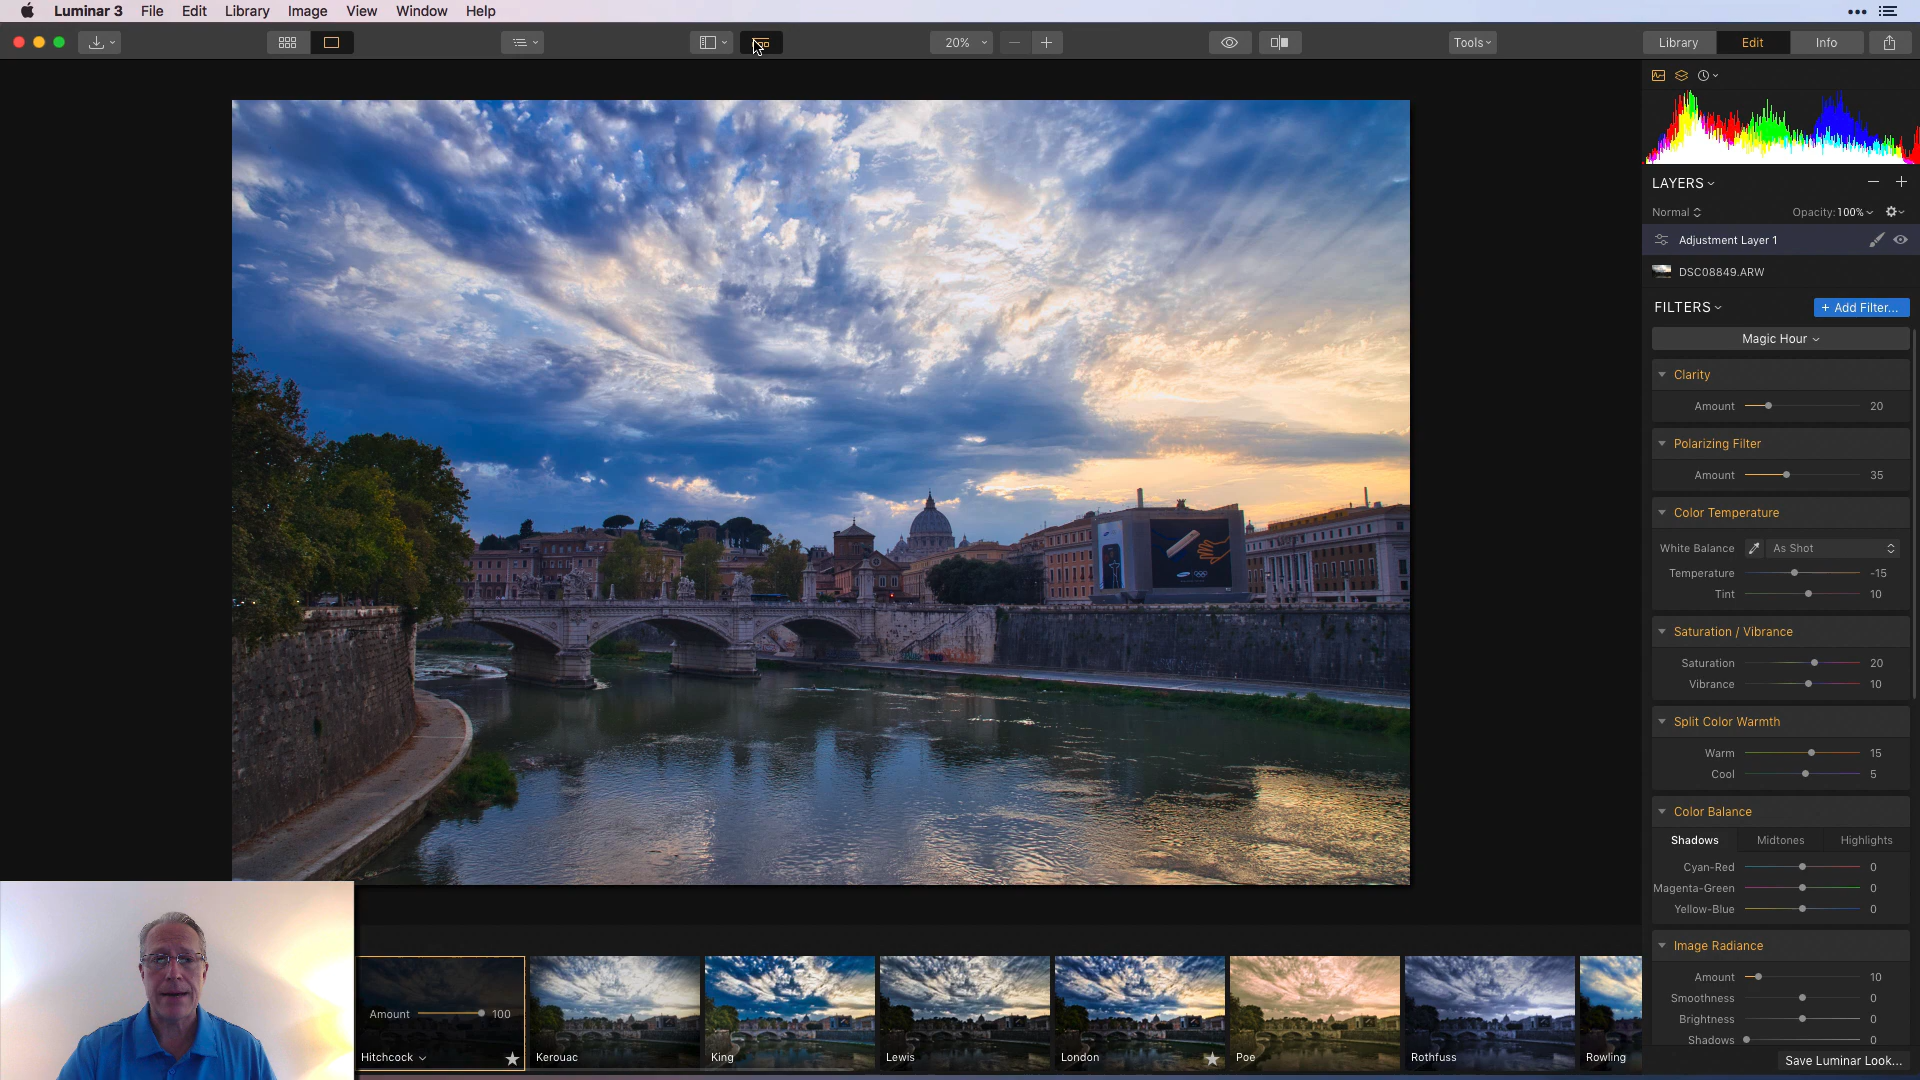 Luminar 3 File Edit Library Image View Window Help
20% Tools Library Edit Info
LAYERS
Normal Opacity: 100%
Adjustment Layer 1
DSC08849.ARW
FILTERS + Add Filter...
Magic Hour
Clarity
Amount 20
Polarizing Filter
Amount 35
Color Temperature
White Balance As Shot
Temperature -15
Tint 10
Saturation / Vibrance
Saturation 20
Vibrance 10
Split Color Warmth
Warm 15
Cool 5
Color Balance
Shadows Midtones Highlights
Cyan-Red 0
Magenta-Green 0
Yellow-Blue 0
Image Radiance
Amount 10
Smoothness 0
Brightness 0
Shadows 0
Save Luminar Look...
Amount 100
Hitchcock Kerouac King Lewis London Poe Rothfuss Rowling